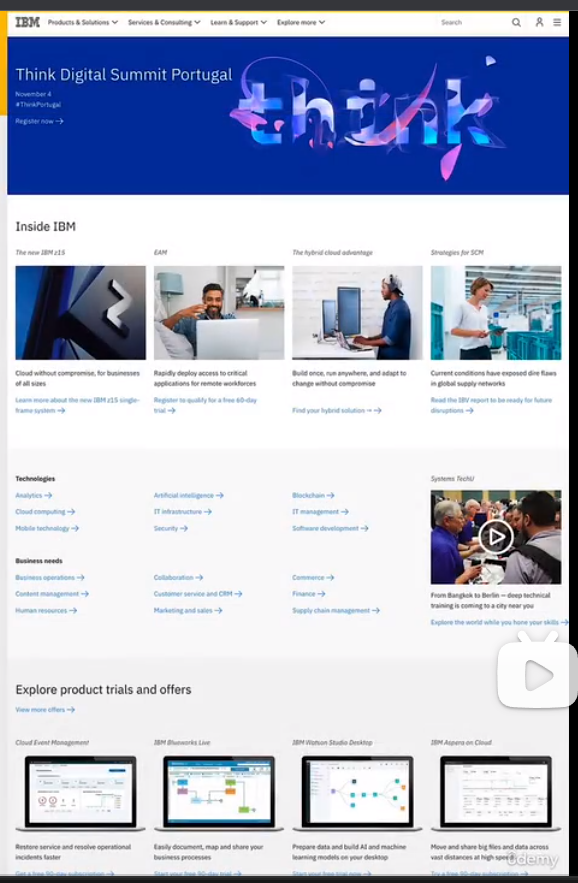 IBM
Products & Solutions Services & Consulting Learn & Support Explore more Search
Think Digital Summit Portugal
November 4
#ThinkPortugal
Register now →
think
Inside IBM
The new IBM z15
EAM
The hybrid cloud advantage
Strategies for SCM
Z
Cloud without compromise, for businesses
of all sizes
Learn more about the new IBM z15 single-
frame system →
Rapidly deploy access to critical
applications for remote workforces
Register to qualify for a free 60-day
trial →
Build once, run anywhere, and adapt to
change without compromise
Find your hybrid solution → →
Current conditions have exposed dire flaws
in global supply networks
Read the IBV report to be ready for future
disruptions →
Technologies
Analytics → Artificial intelligence → Blockchain →
Cloud computing → IT infrastructure → IT management →
Mobile technology → Security → Software development →
Business needs
Business operations → Collaboration → Commerce →
Content management → Customer service and CRM → Finance →
Human resources → Marketing and sales → Supply chain management →
Systems TechU
From Bangkok to Berlin — deep technical
training is coming to a city near you
Explore the world while you hone your skills →
Explore product trials and offers
View more offers →
Cloud Event Management
IBM Blueworks Live
IBM Watson Studio Desktop
IBM Aspera on Cloud
Restore service and resolve operational
incidents faster
Get a free 90-day subscription →
Easily document, map and share your
business processes
Start your free 30-day trial →
Prepare data and build AI and machine
learning models on your desktop
Start your free trial now →
Move and share big files and data across
vast distances at high speed
Try a free 30-day subscription →
ûdemy